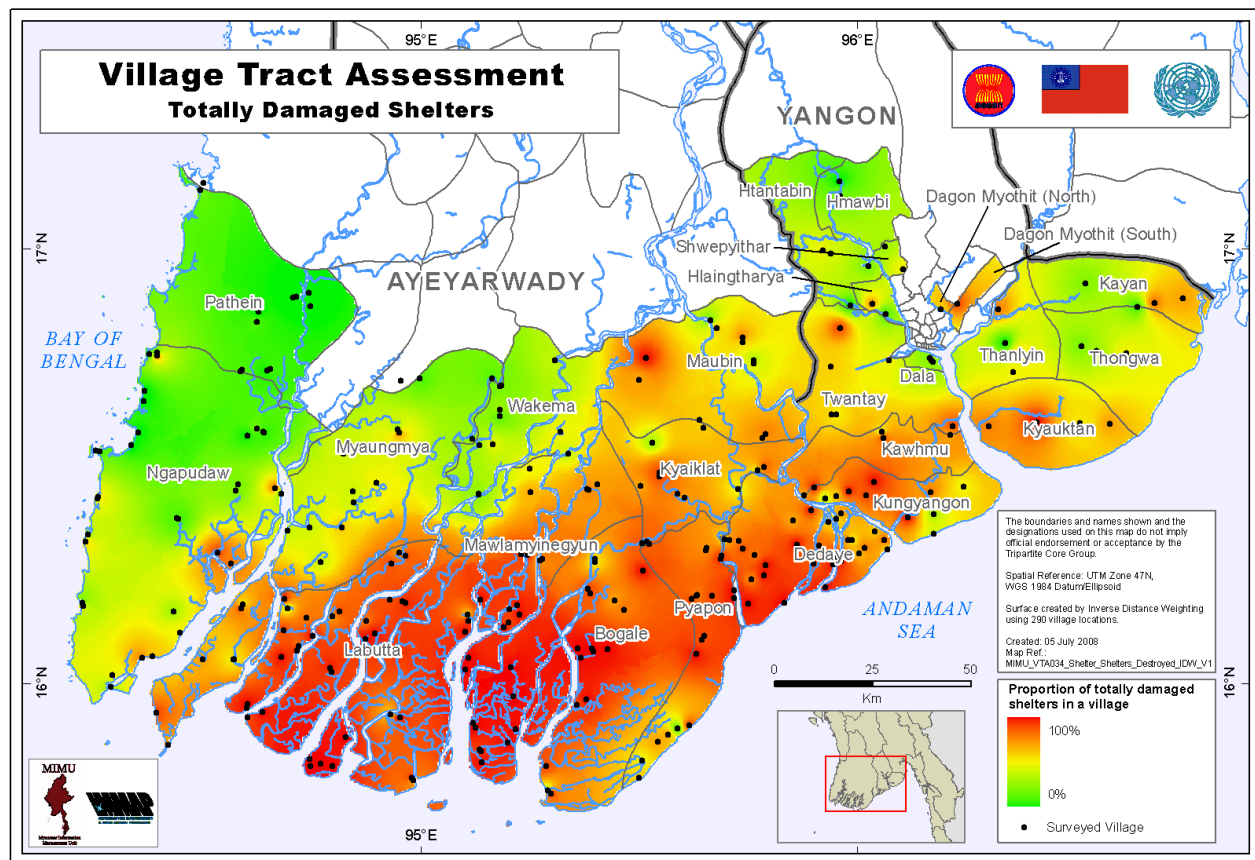 Village Tract Assessment
Totally Damaged Shelters
95°E
96°E
YANGON
Htantabin
Hmawbi
Dagon Myothit (North)
Dagon Myothit (South)
Shwepyithar
Hlaingtharya
17°N
17°N
AYEYARWADY
Pathein
Kayan
BAY OF
BENGAL
Maubin
Thanlyin
Thongwa
Dala
Wakema
Twantay
Myaungmya
Kyauktan
Kawhmu
Ngapudaw
Kyaiklat
Kungyangon
Mawlamyinegyun
Dedaye
Pyapon
ANDAMAN
SEA
Bogale
Labutta
16°N
16°N
The boundaries and names shown and the
designations used on this map do not imply
official endorsement or acceptance by the
Tripartite Core Group.
Spatial Reference: UTM Zone 47N,
WGS 1984 Datum/Ellipsoid
Surface created by Inverse Distance Weighting
using 290 village locations.
Created: 05 July 2008
Map Ref.:
MIMU_VTA034_Shelter_Shelters_Destroyed_IDW_V1
0 25 50
Km
Proportion of totally damaged
shelters in a village
100%
0%
Surveyed Village
MIMU
Myanmar Information
Management Unit
95°E